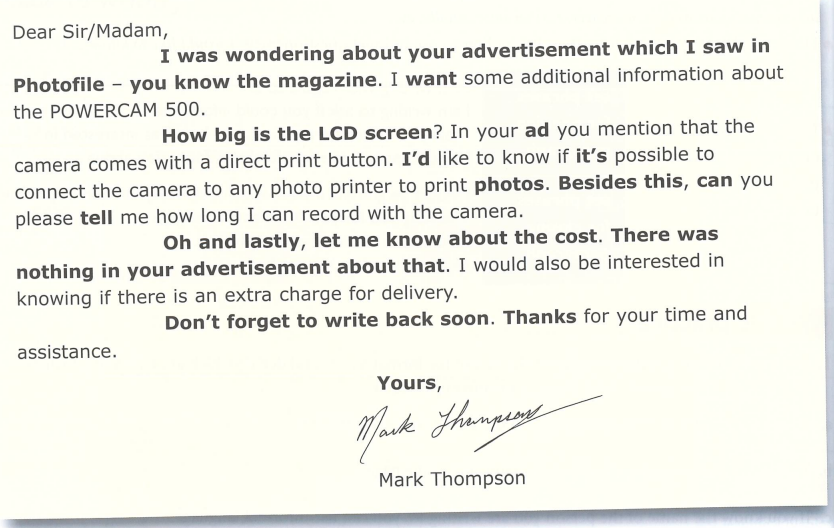 Dear Sir/Madam,
I was wondering about your advertisement which I saw in
Photofile – you know the magazine. I want some additional information about
the POWERCAM 500.
How big is the LCD screen? In your ad you mention that the
camera comes with a direct print button. I'd like to know if it's possible to
connect the camera to any photo printer to print photos. Besides this, can you
please tell me how long I can record with the camera.
Oh and lastly, let me know about the cost. There was
nothing in your advertisement about that. I would also be interested in
knowing if there is an extra charge for delivery.
Don't forget to write back soon. Thanks for your time and
assistance.
Yours,
Mark Thompson
Mark Thompson